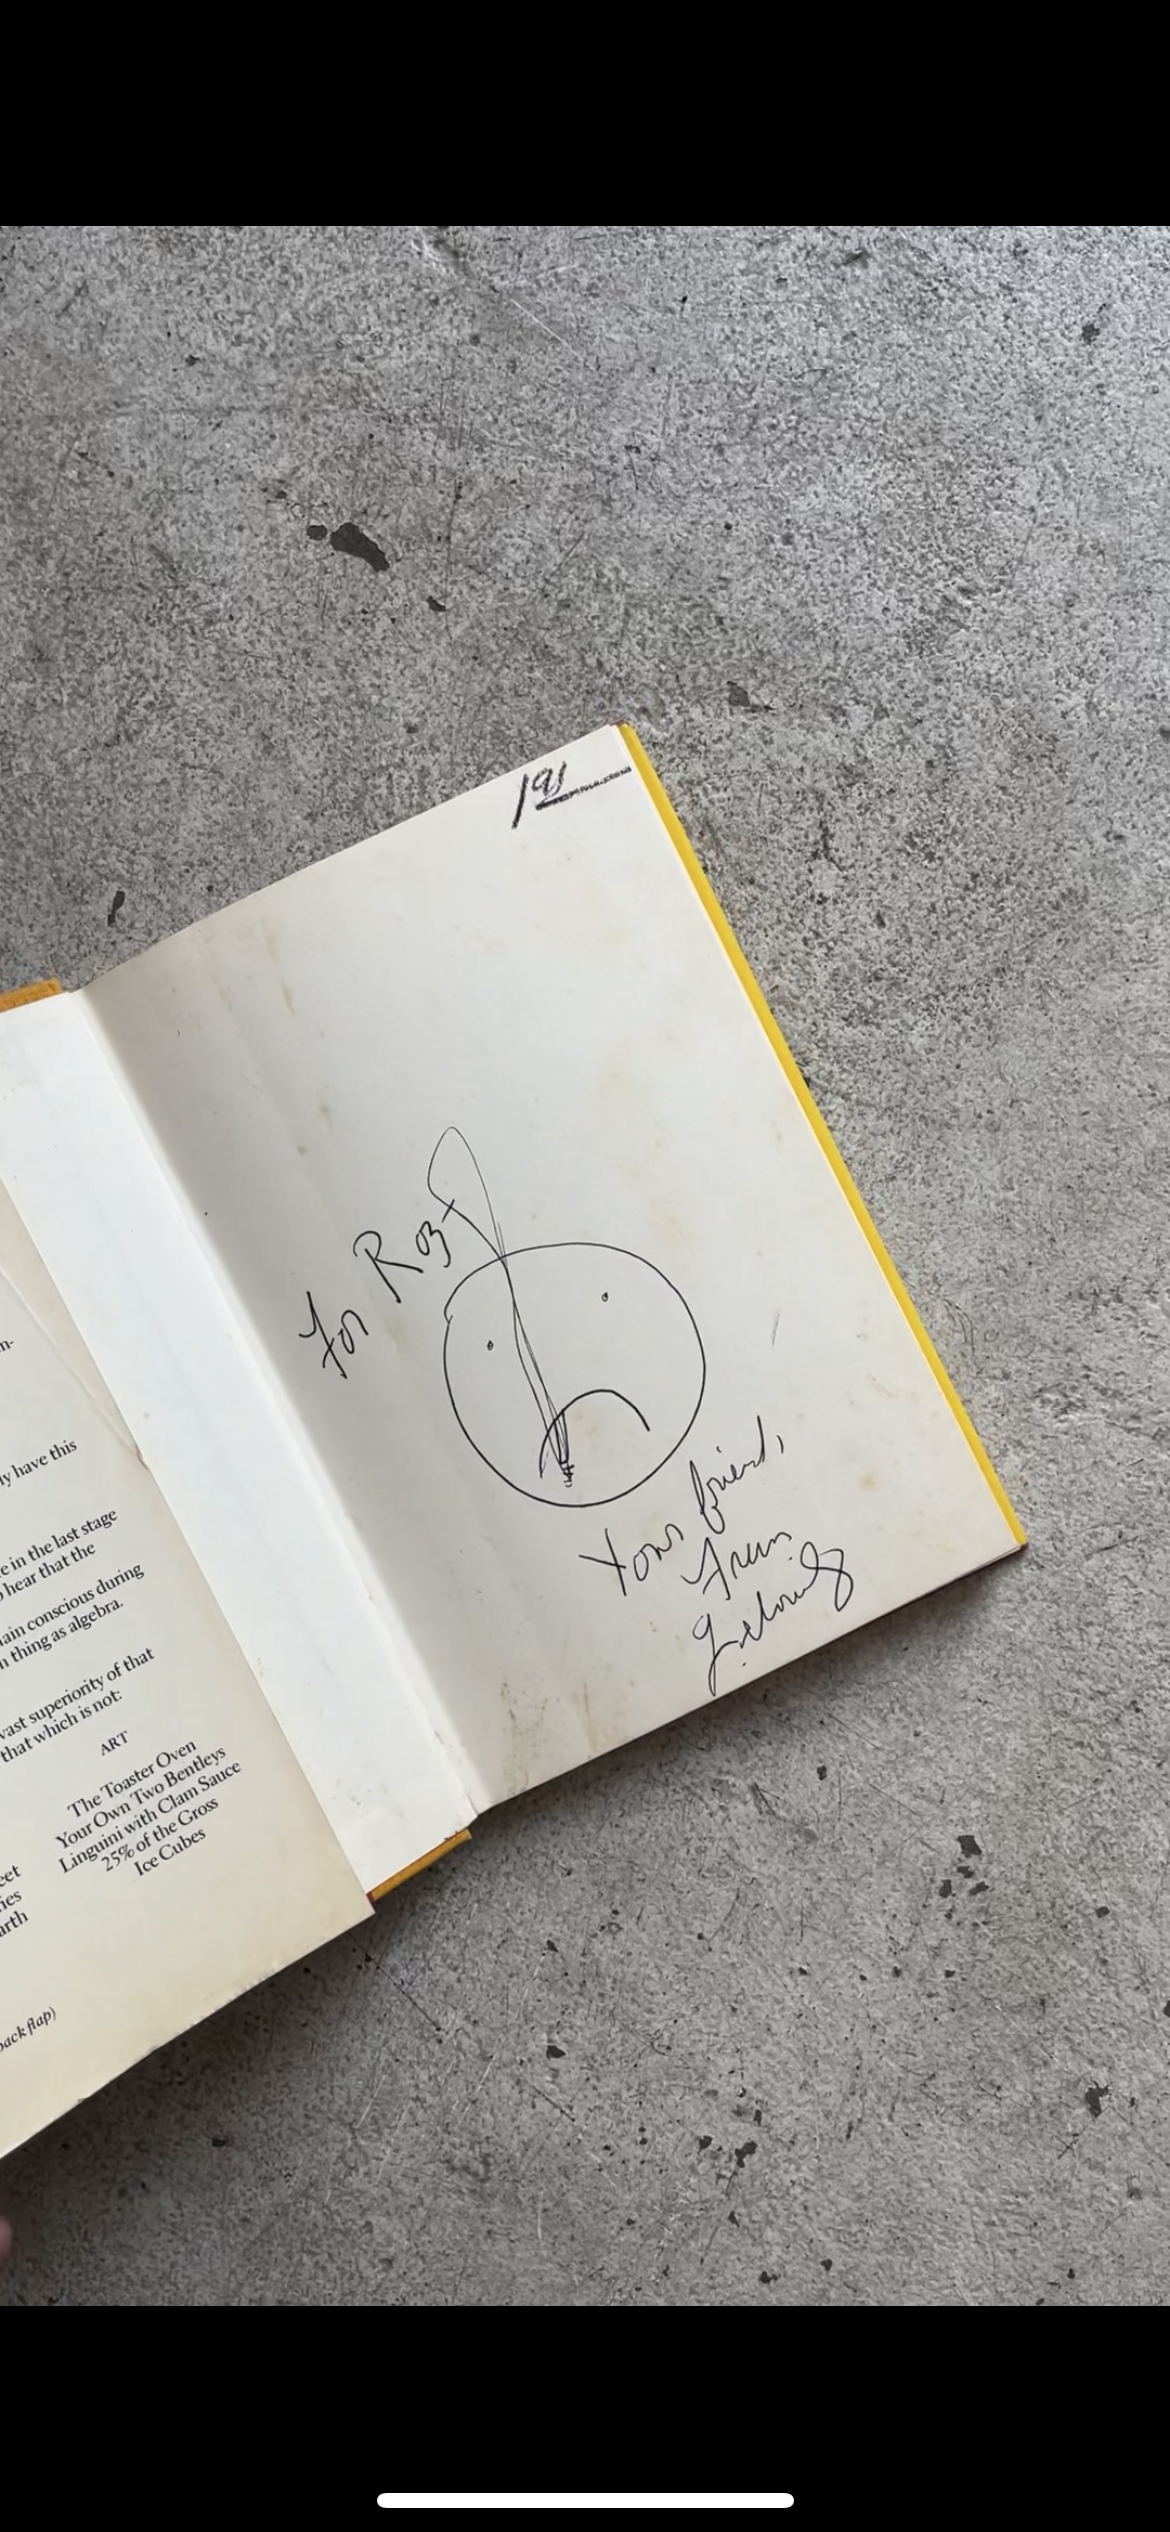 m-
ly have this
e in the last stage
o hear that the
ain conscious during
h thing as algebra.
vast superiority of that
that which is not:
ART
The Toaster Oven
Your Own Two Bentleys
Linguini with Clam Sauce
25% of the Gross
Ice Cubes
eet
ies
arth
back flap)
For Roz
Your friend,
Fran
Lebowitz